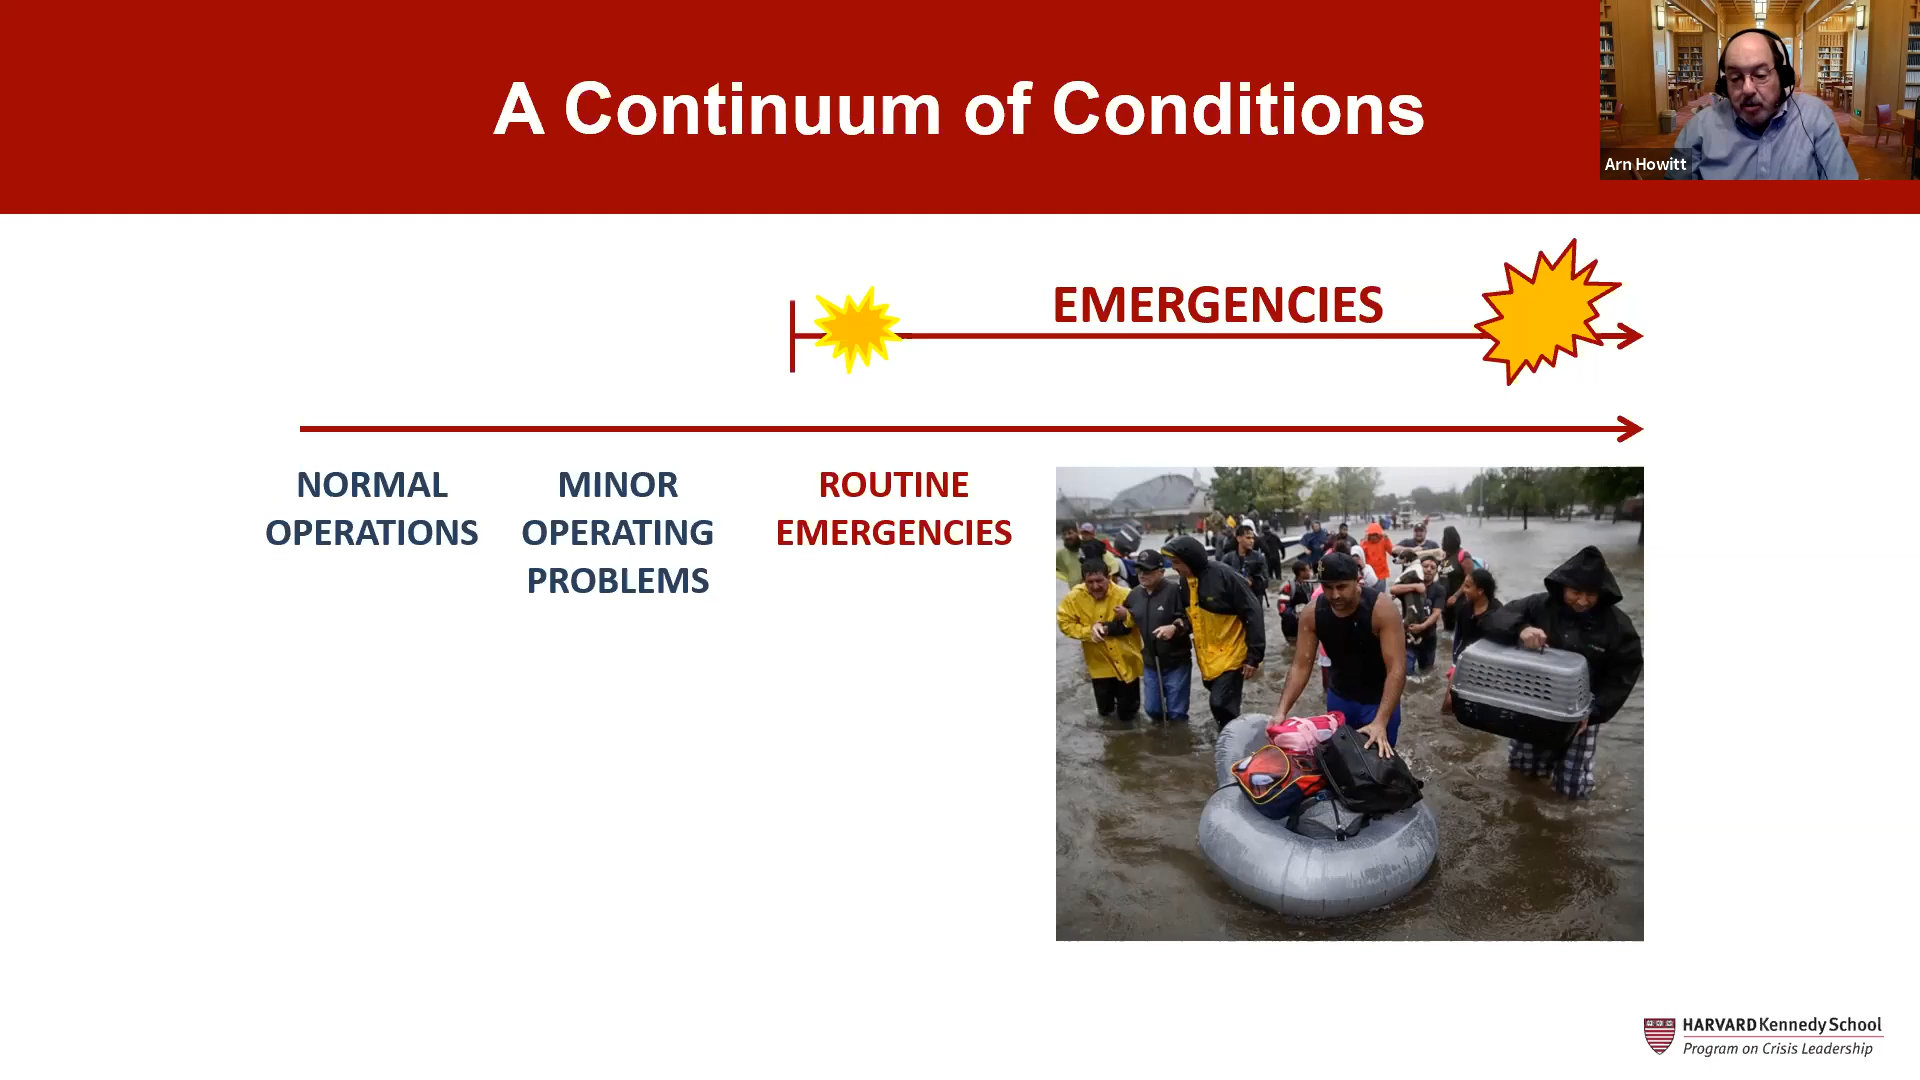 A Continuum of Conditions
Arn Howitt
EMERGENCIES
NORMAL
OPERATIONS
MINOR
OPERATING
PROBLEMS
ROUTINE
EMERGENCIES
HARVARD Kennedy School
Program on Crisis Leadership